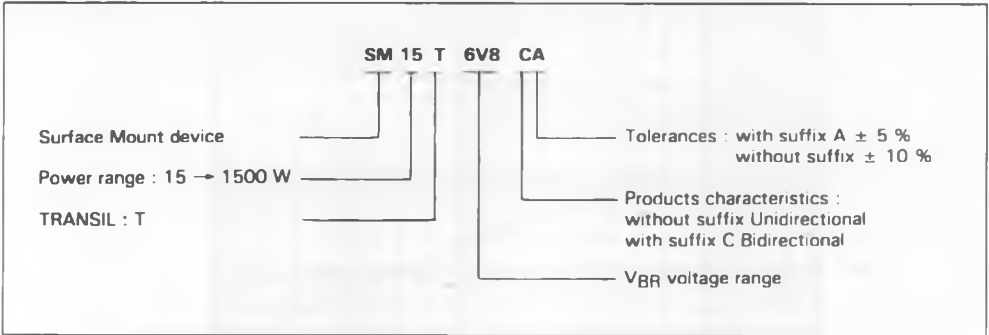 SM 15 T 6V8 CA
Surface Mount device
Power range : 15 → 1500 W
TRANSIL : T
Tolerances : with suffix A ± 5 %
without suffix ± 10 %
Products characteristics :
without suffix Unidirectional
with suffix C Bidirectional
VBR voltage range